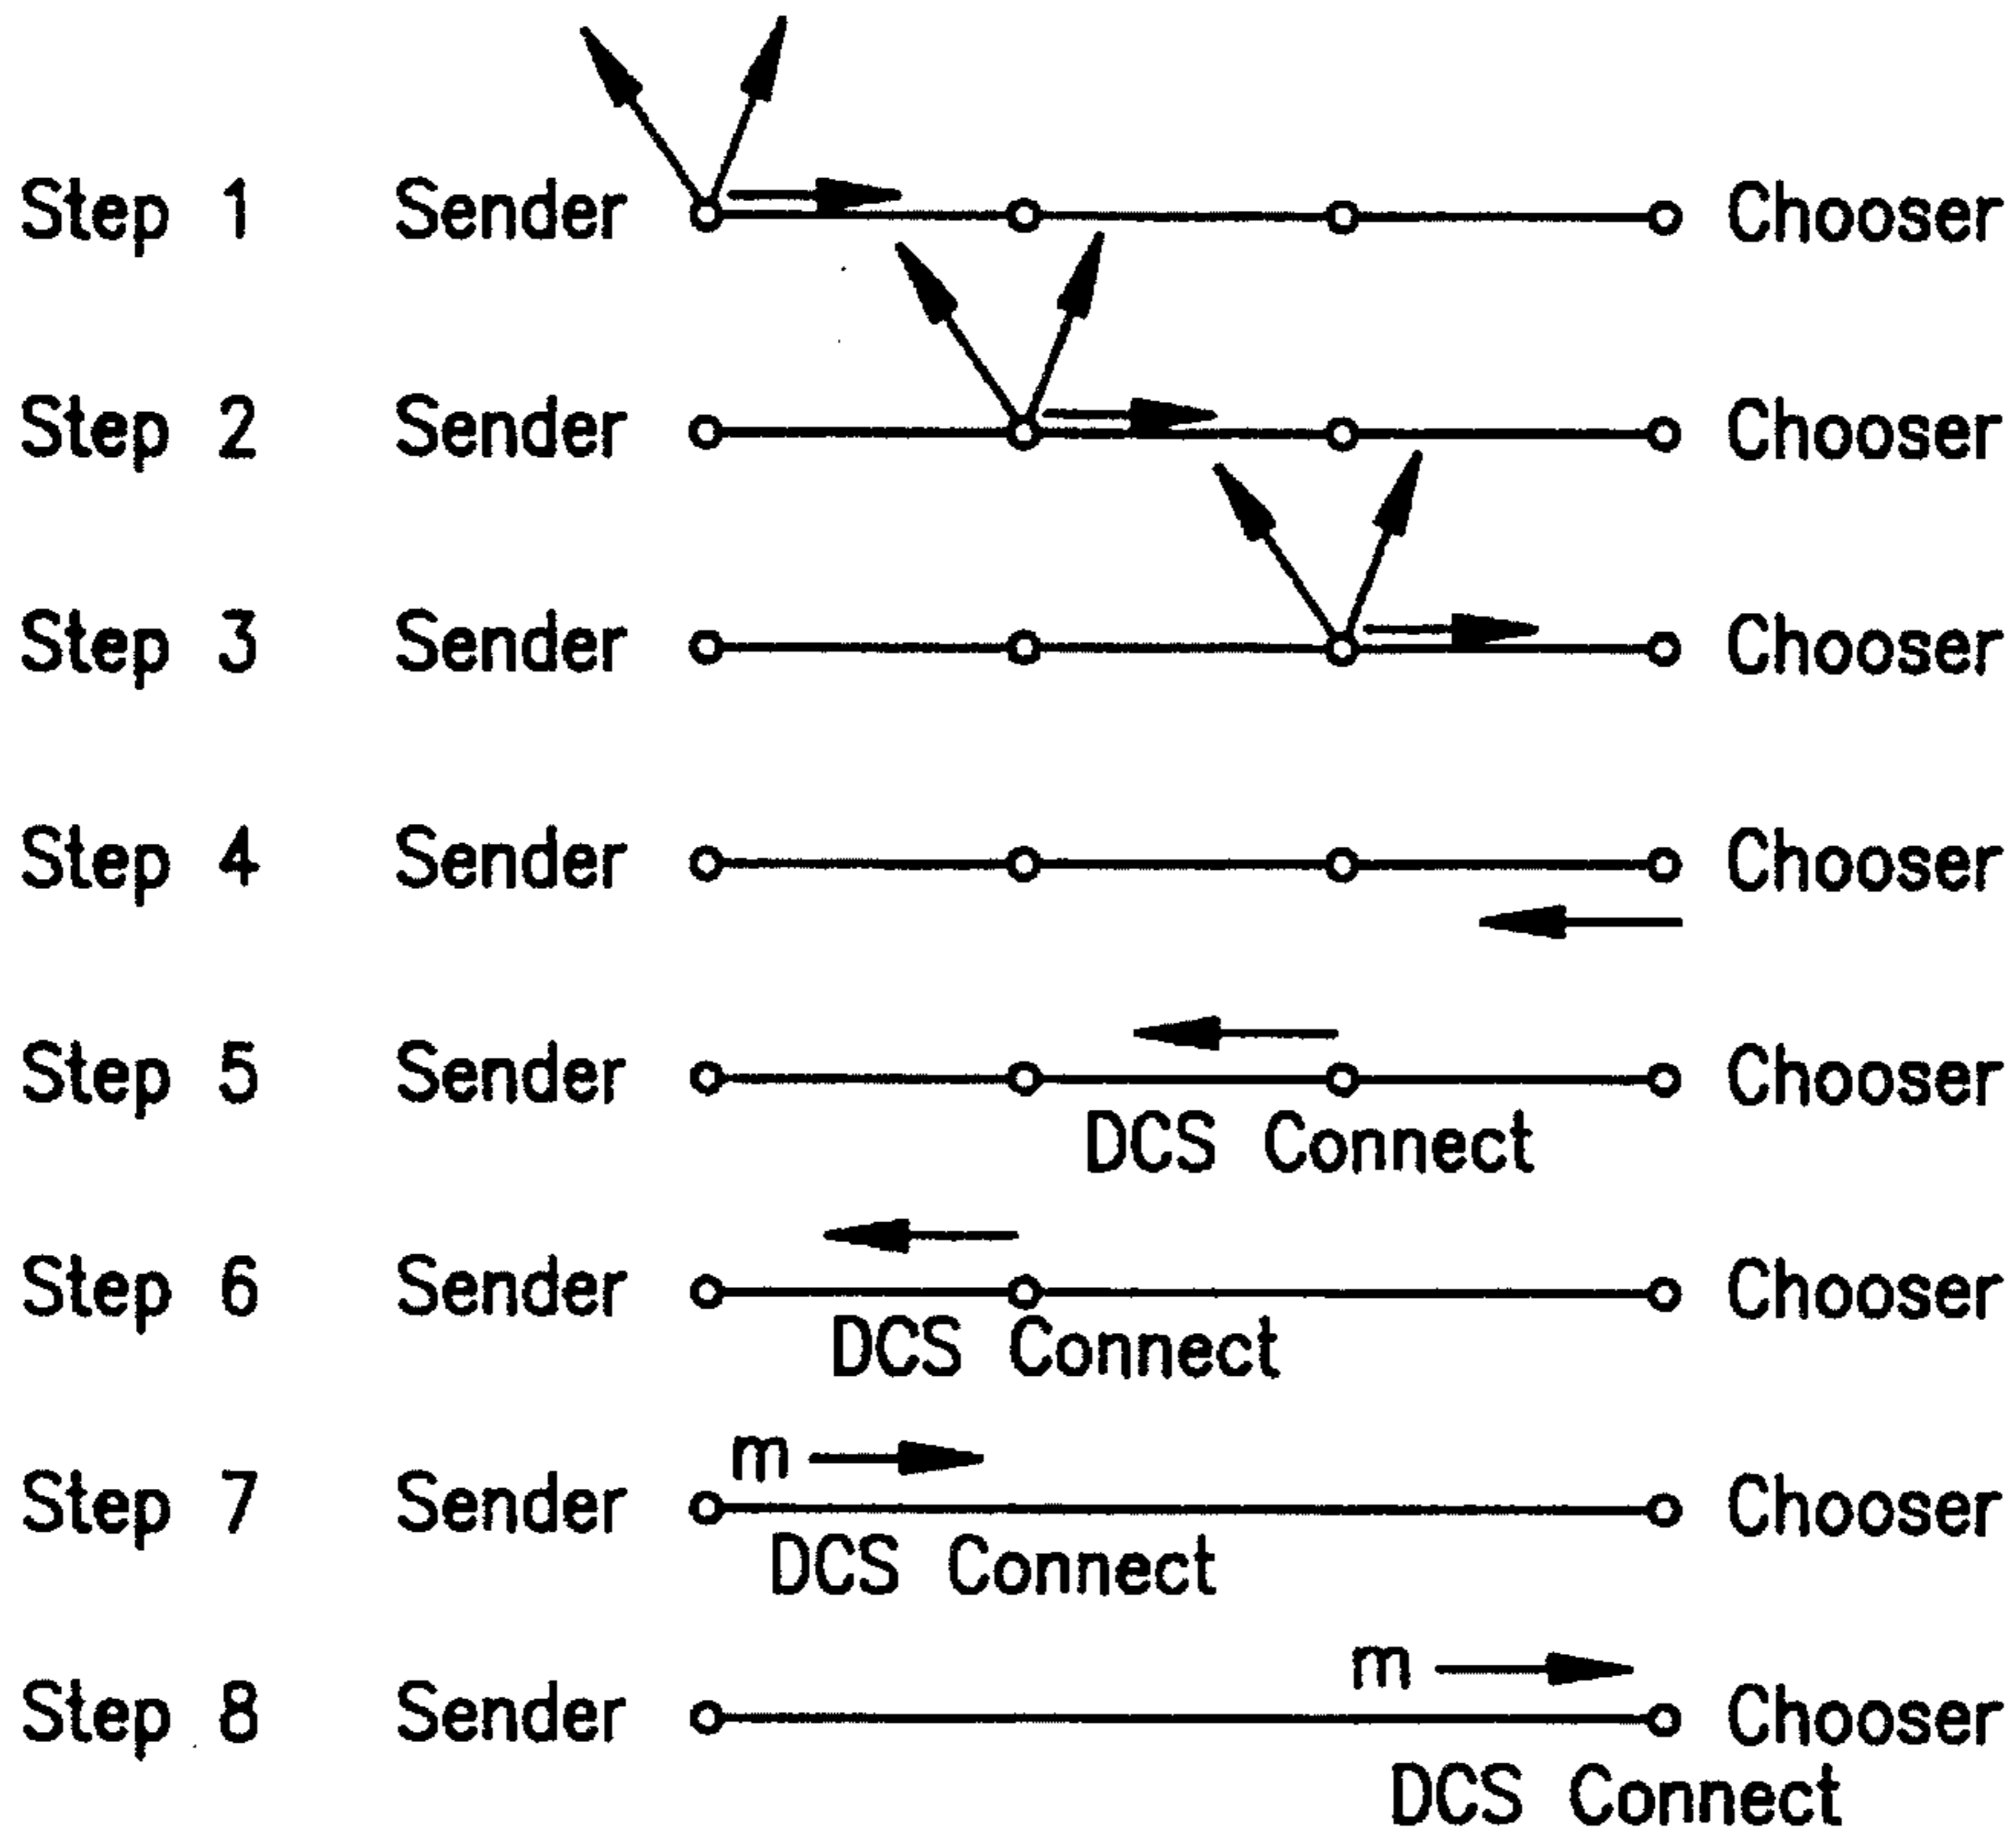 Step 1 Sender Chooser
Step 2 Sender Chooser
Step 3 Sender Chooser
Step 4 Sender Chooser
Step 5 Sender Chooser
DCS Connect
Step 6 Sender Chooser
DCS Connect
m
Step 7 Sender Chooser
DCS Connect
m
Step 8 Sender Chooser
DCS Connect